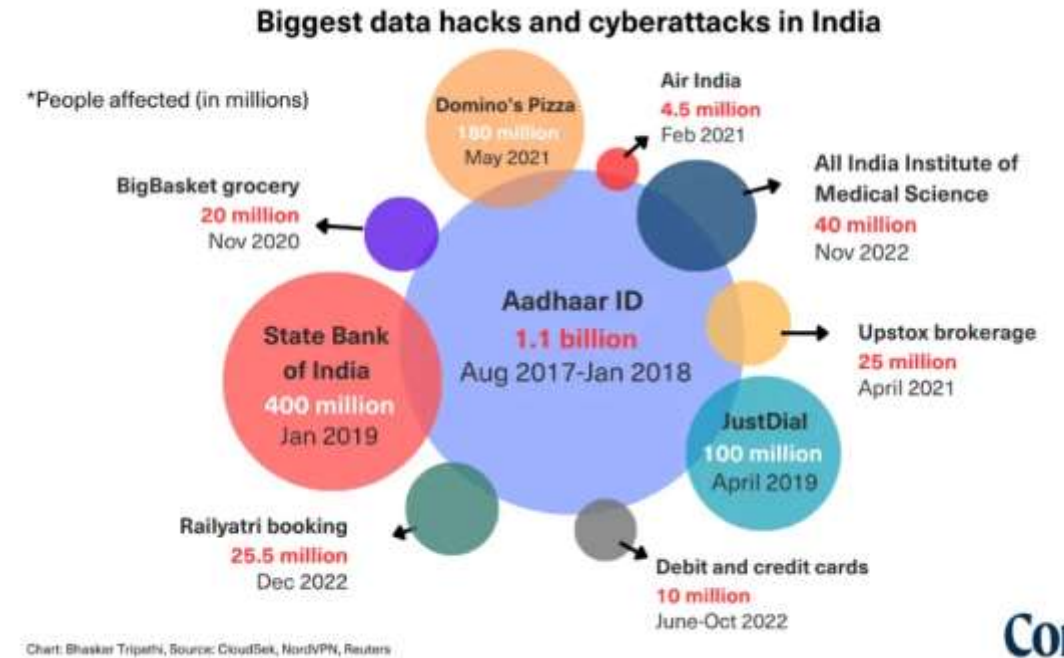 Biggest data hacks and cyberattacks in India
*People affected (in millions)
Domino's Pizza
180 million
May 2021
Air India
4.5 million
Feb 2021
All India Institute of
Medical Science
40 million
Nov 2022
BigBasket grocery
20 million
Nov 2020
Aadhaar ID
1.1 billion
Aug 2017-Jan 2018
Upstox brokerage
25 million
April 2021
State Bank
of India
400 million
Jan 2019
JustDial
100 million
April 2019
Railyatri booking
25.5 million
Dec 2022
Debit and credit cards
10 million
June-Oct 2022
Chart: Bhasker Tripathi, Source: CloudSek, NordVPN, Reuters